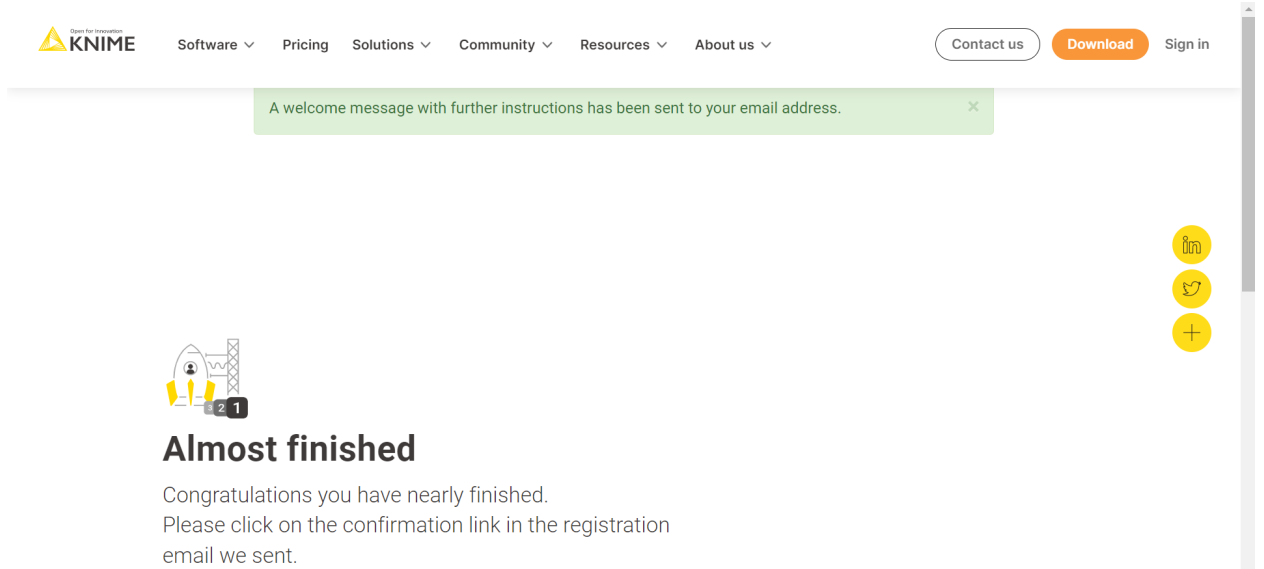 Open for Innovation
KNIME
Software
Pricing
Solutions
Community
Resources
About us
Contact us
Download
Sign in
A welcome message with further instructions has been sent to your email address.
×
in
3 2 1
Almost finished
Congratulations you have nearly finished.
Please click on the confirmation link in the registration
email we sent.